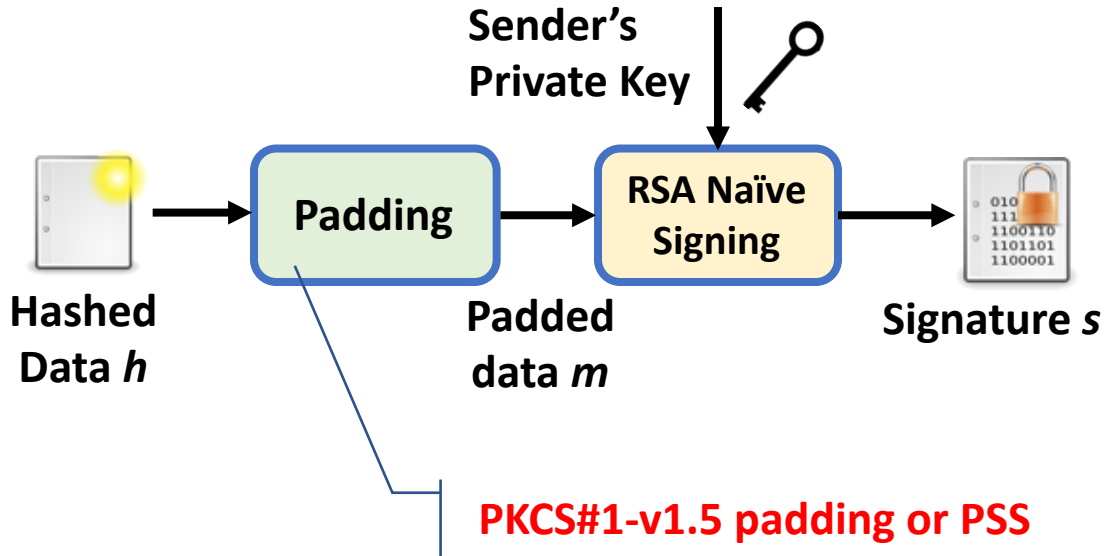 Sender's
Private Key
Padding
RSA Naïve
Signing
010
111
1100110
1101101
1100001
Hashed
Data h
Padded
data m
Signature s
PKCS#1-v1.5 padding or PSS